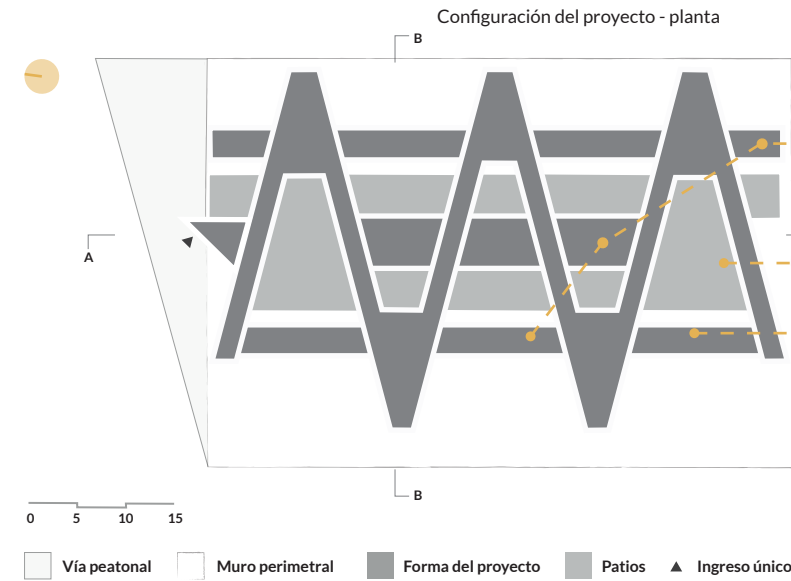 Configuración del proyecto - planta
B
A
B
0 5 10 15
Vía peatonal Muro perimetral Forma del proyecto Patios Ingreso único